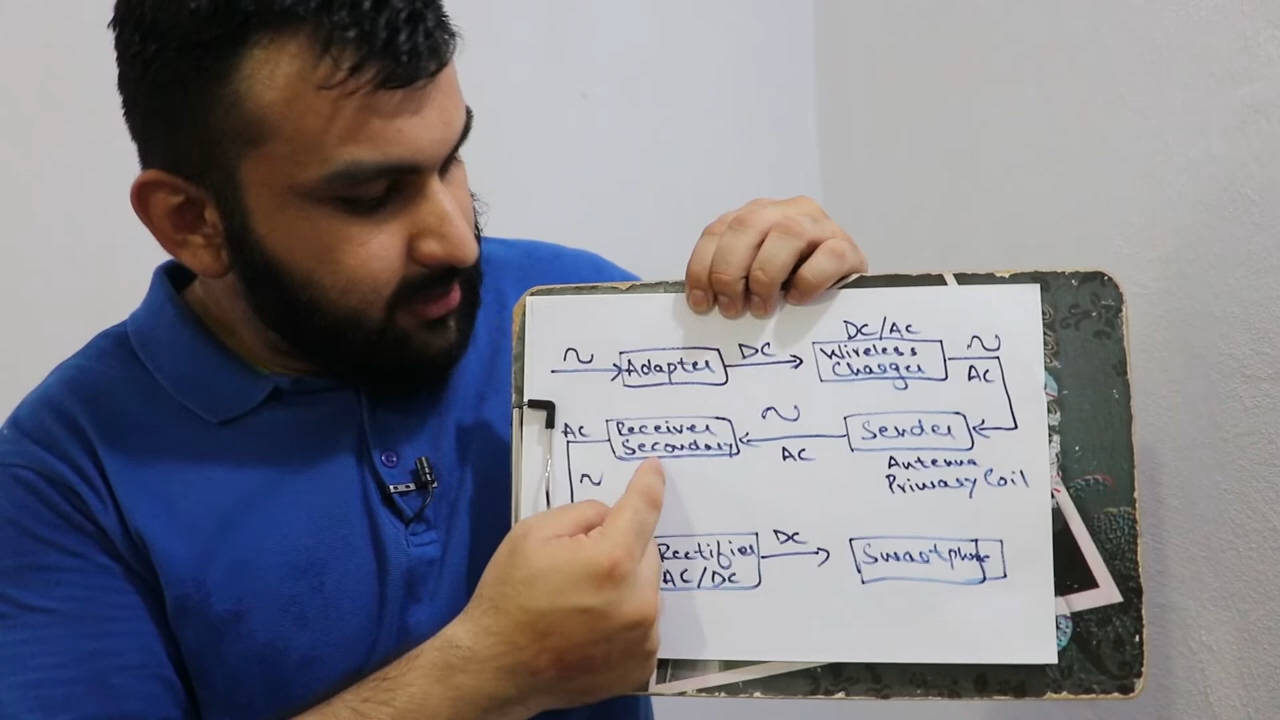 DC/AC
~ Adapter DC Wireless ~
Charger AC
AC Receiver ~ Sender
Secondary AC
~ Antenna
Primary Coil
Rectifier DC Smartphone
AC/DC